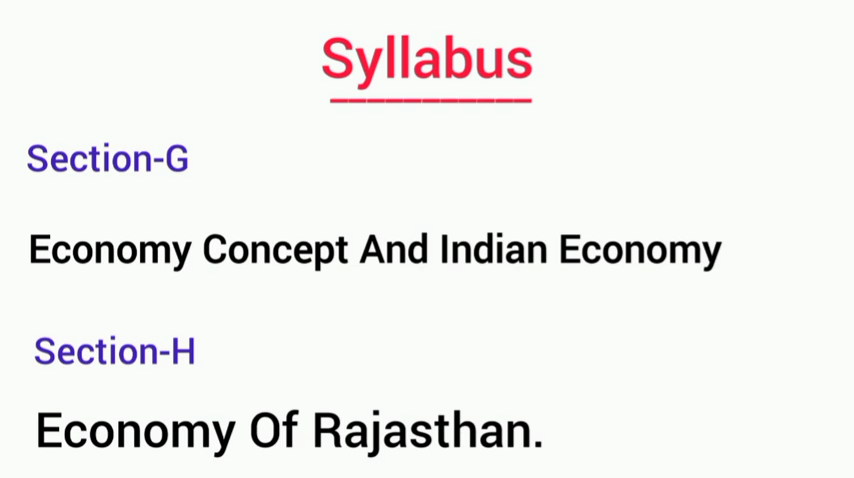 Syllabus
Section-G
Economy Concept And Indian Economy
Section-H
Economy Of Rajasthan.